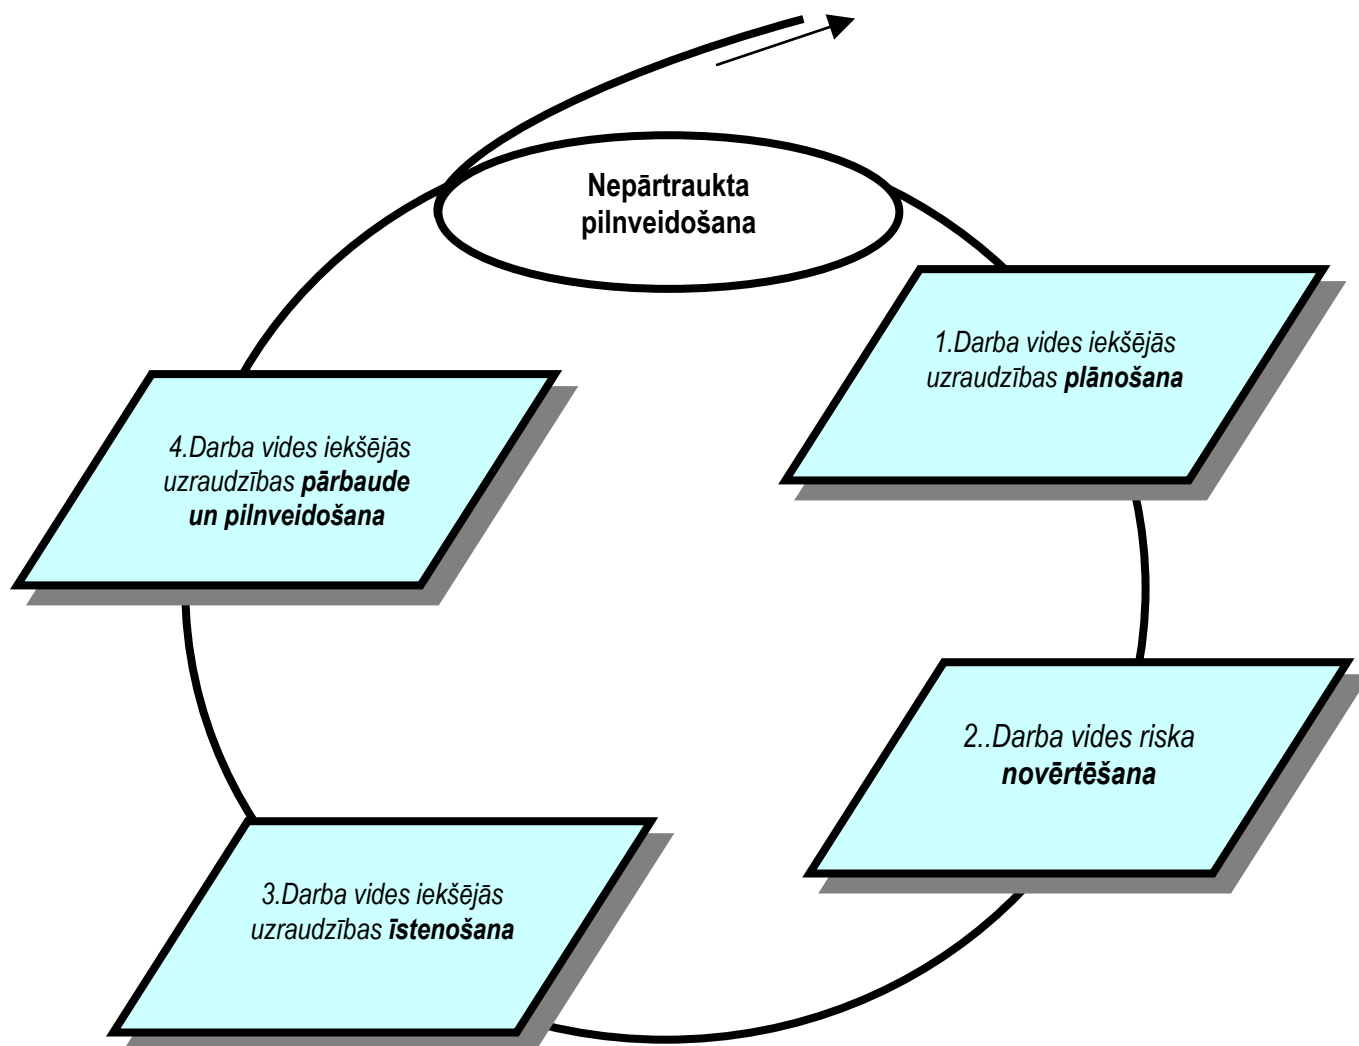 Nepārtraukta
pilnveidošana
1.Darba vides iekšējās
uzraudzības plānošana
2..Darba vides riska
novērtēšana
3.Darba vides iekšējās
uzraudzības īstenošana
4.Darba vides iekšējās
uzraudzības pārbaude
un pilnveidošana